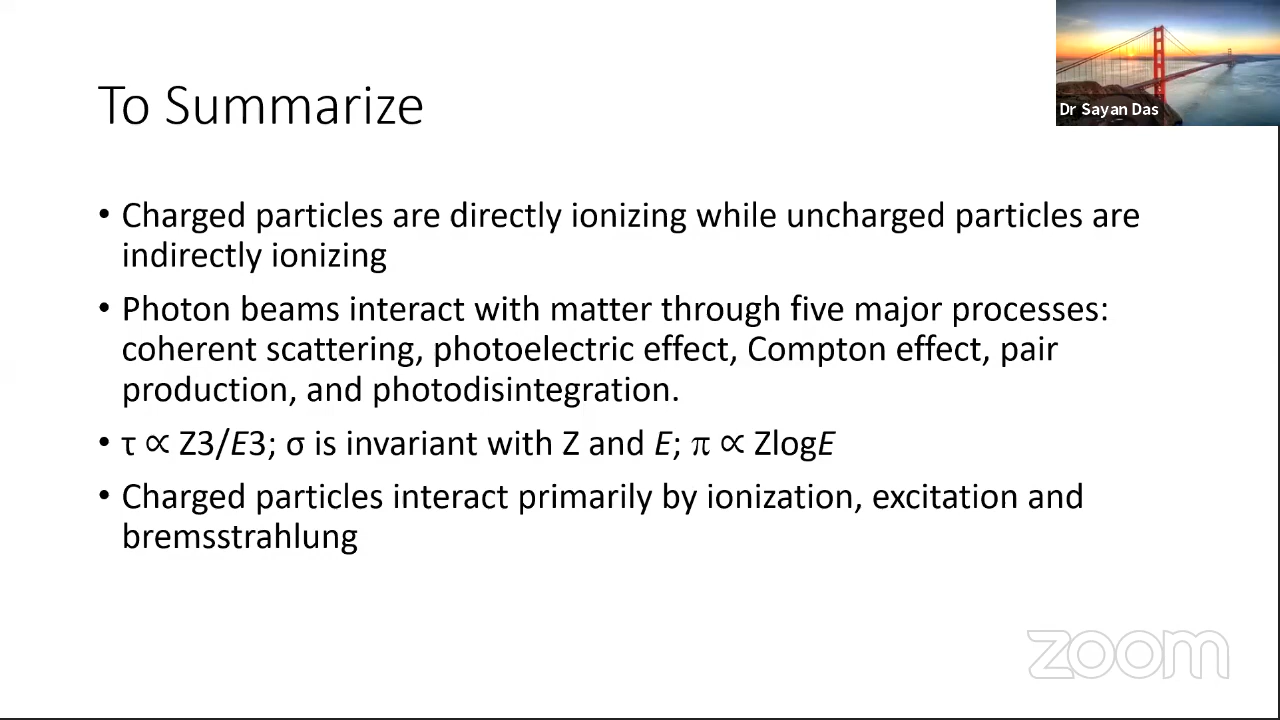 To Summarize
Dr Sayan Das
• Charged particles are directly ionizing while uncharged particles are
indirectly ionizing
• Photon beams interact with matter through five major processes:
coherent scattering, photoelectric effect, Compton effect, pair
production, and photodisintegration.
• τ ∝ Z3/E3; σ is invariant with Z and E; π ∝ ZlogE
• Charged particles interact primarily by ionization, excitation and
bremsstrahlung
zoom